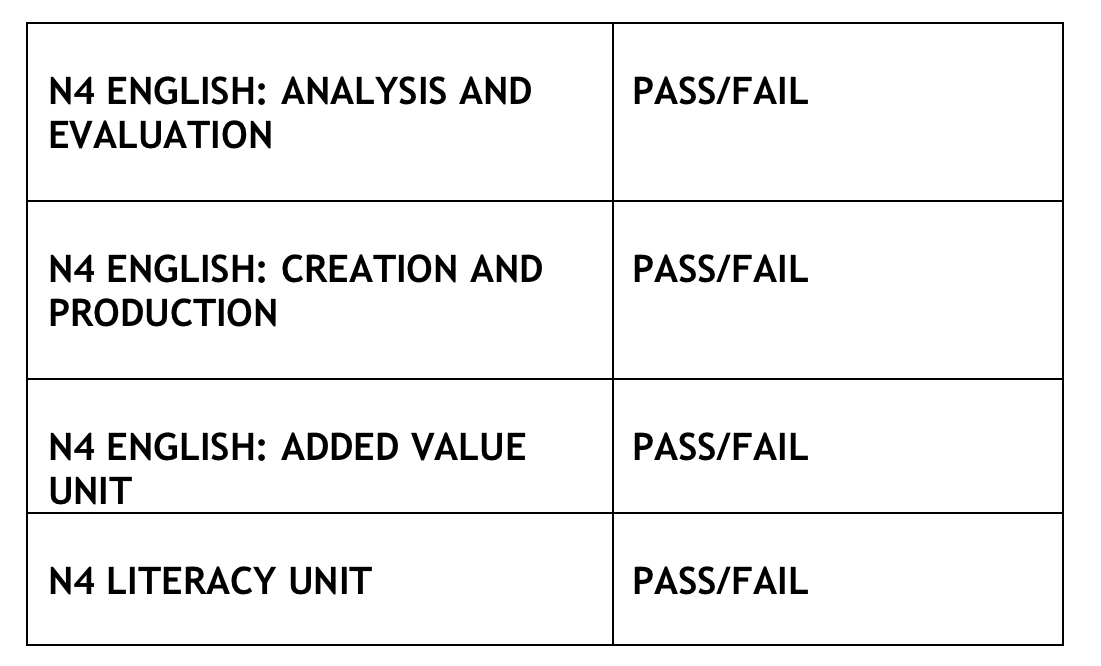 N4 ENGLISH: ANALYSIS AND
EVALUATION
PASS/FAIL
N4 ENGLISH: CREATION AND
PRODUCTION
PASS/FAIL
N4 ENGLISH: ADDED VALUE
UNIT
PASS/FAIL
N4 LITERACY UNIT
PASS/FAIL